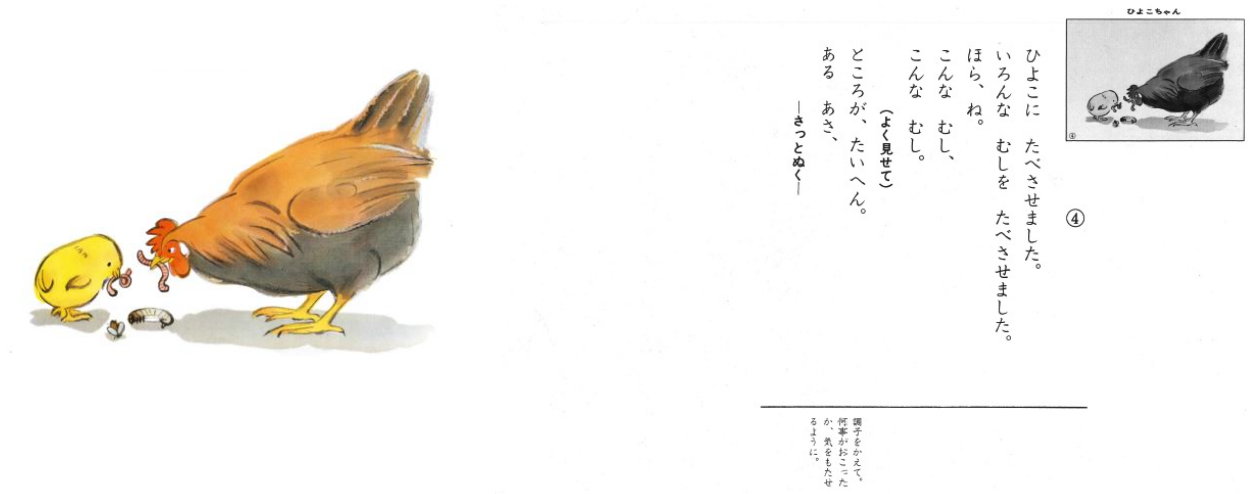 ひよこちゃん
④
④
ひよこに　たべさせました。
いろんな　むしを　たべさせました。
ほら、ね。
こんな　むし、
こんな　むし。
（よく見せて）
ところが、たいへん。
ある　あさ、
―さっとぬく―
調子をかえて。
何事がおこった
か、気をもたせ
るように。